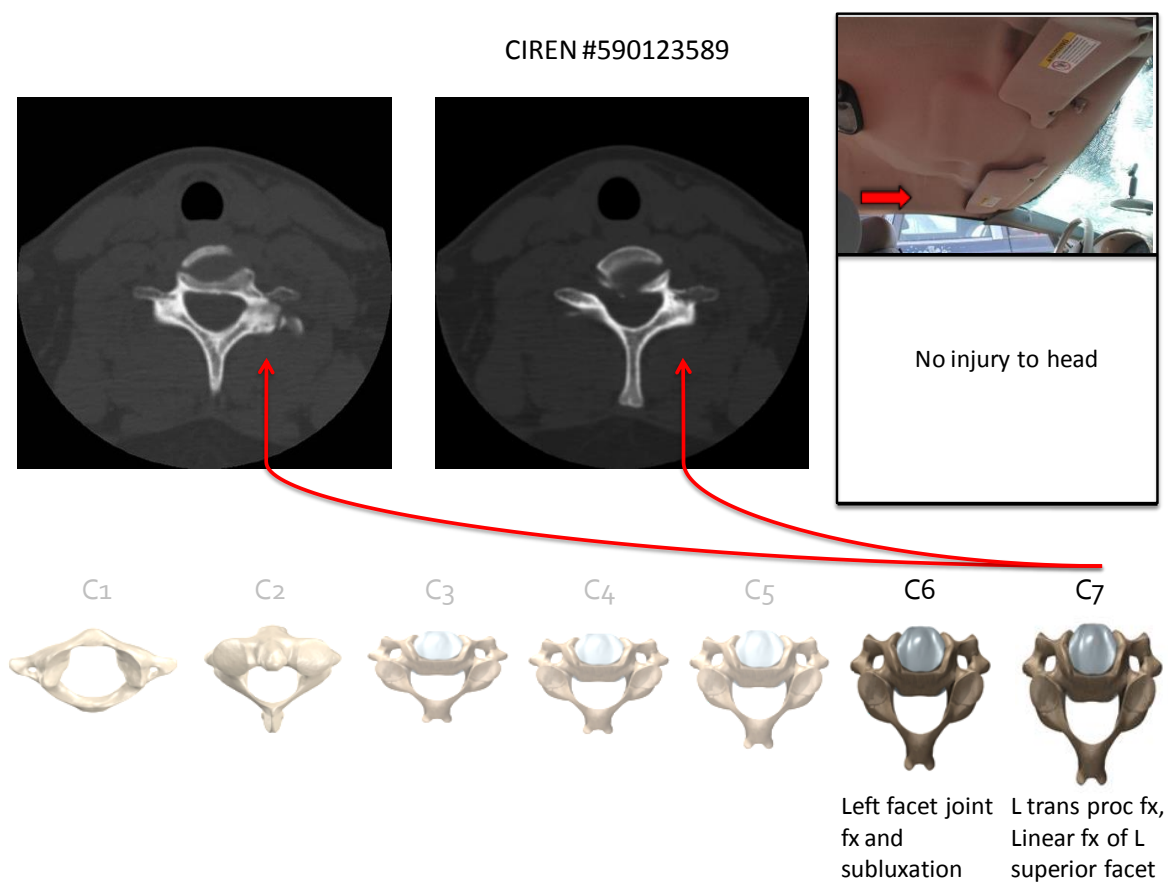 CIREN #590123589
No injury to head
C1
C2
C3
C4
C5
C6
C7
Left facet joint
fx and
subluxation
L trans proc fx,
Linear fx of L
superior facet